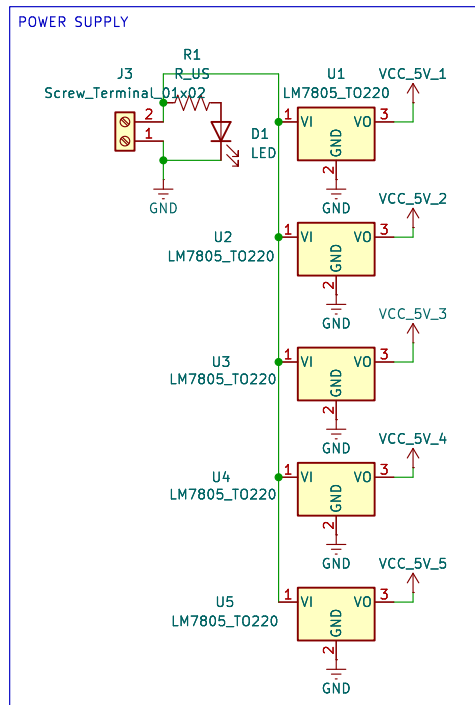 POWER SUPPLY
R1
R_US
J3
Screw_Terminal_01x02
2
1
D1
LED
GND
U1
LM7805_TO220
VCC_5V_1
1 VI VO 3
GND
2
GND
U2
LM7805_TO220
VCC_5V_2
1 VI VO 3
GND
2
GND
U3
LM7805_TO220
VCC_5V_3
1 VI VO 3
GND
2
GND
U4
LM7805_TO220
VCC_5V_4
1 VI VO 3
GND
2
GND
U5
LM7805_TO220
VCC_5V_5
1 VI VO 3
GND
2
GND